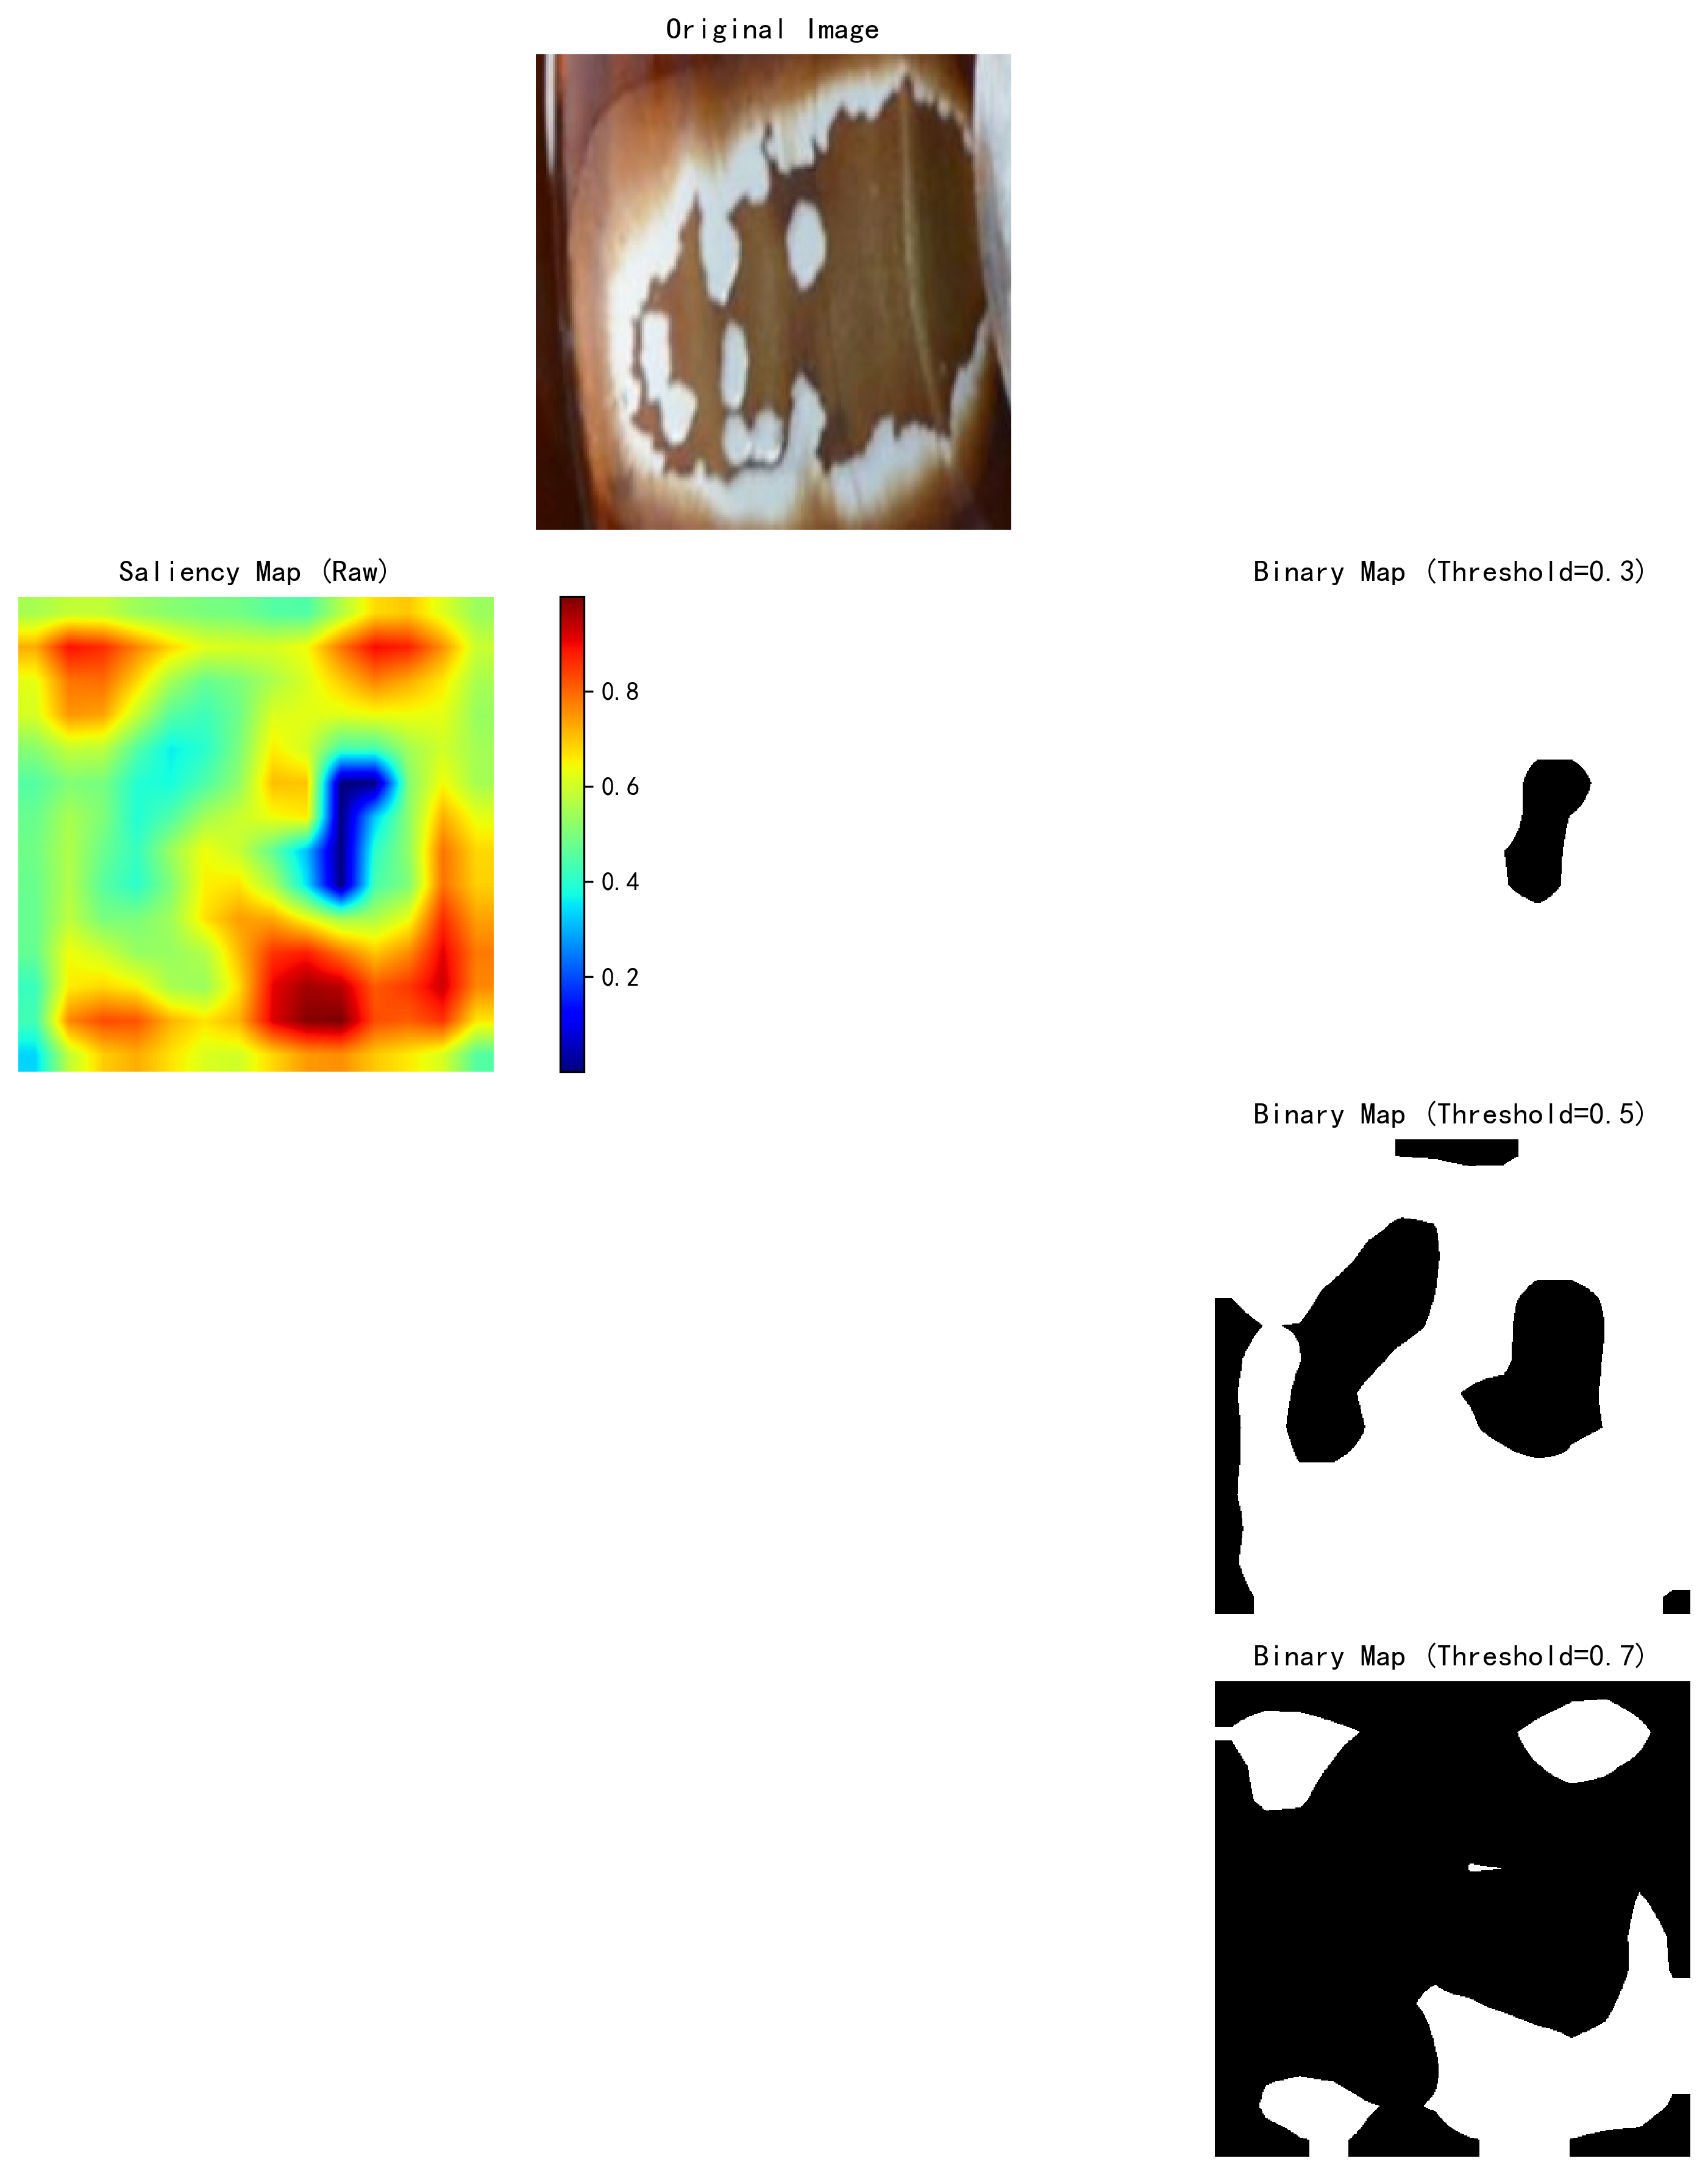 Original Image
Saliency Map (Raw)
Binary Map (Threshold=0.3)
0.8
0.6
0.4
0.2
Binary Map (Threshold=0.5)
Binary Map (Threshold=0.7)